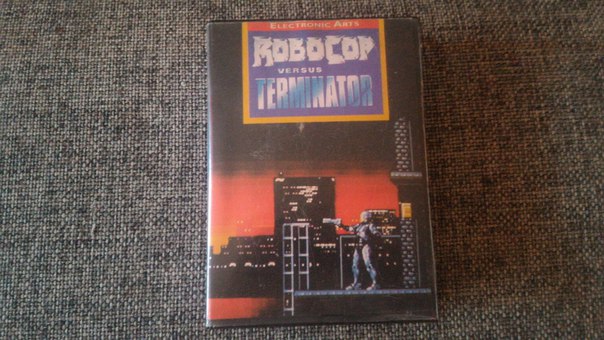 ELECTRONIC ARTS
ROBOCOP
VERSUS
TERMINATOR